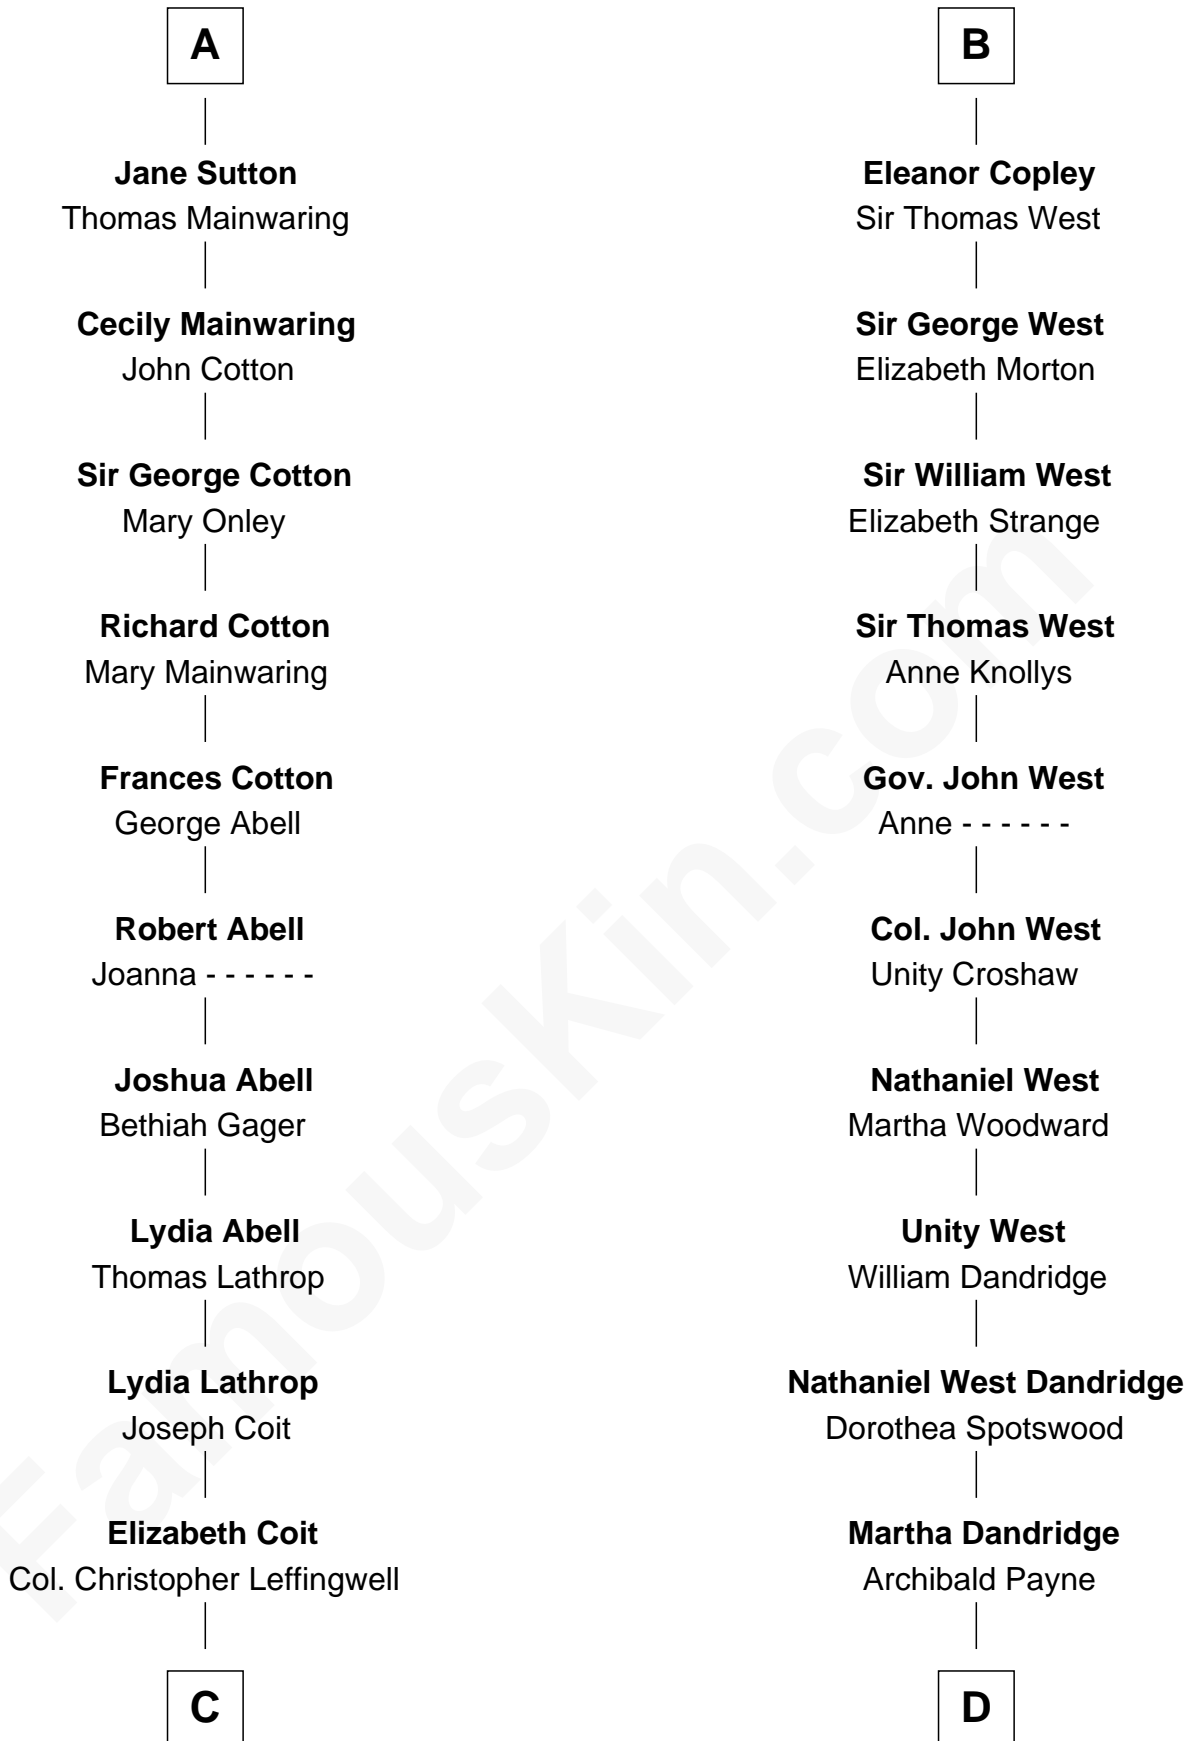 A
Jane Sutton
Thomas Mainwaring
Cecily Mainwaring
John Cotton
Sir George Cotton
Mary Onley
Richard Cotton
Mary Mainwaring
Frances Cotton
George Abell
Robert Abell
Joanna - - - - - -
Joshua Abell
Bethiah Gager
Lydia Abell
Thomas Lathrop
Lydia Lathrop
Joseph Coit
Elizabeth Coit
Col. Christopher Leffingwell
C
B
Eleanor Copley
Sir Thomas West
Sir George West
Elizabeth Morton
Sir William West
Elizabeth Strange
Sir Thomas West
Anne Knollys
Gov. John West
Anne - - - - - -
Col. John West
Unity Croshaw
Nathaniel West
Martha Woodward
Unity West
William Dandridge
Nathaniel West Dandridge
Dorothea Spotswood
Martha Dandridge
Archibald Payne
D
FamousKin.com